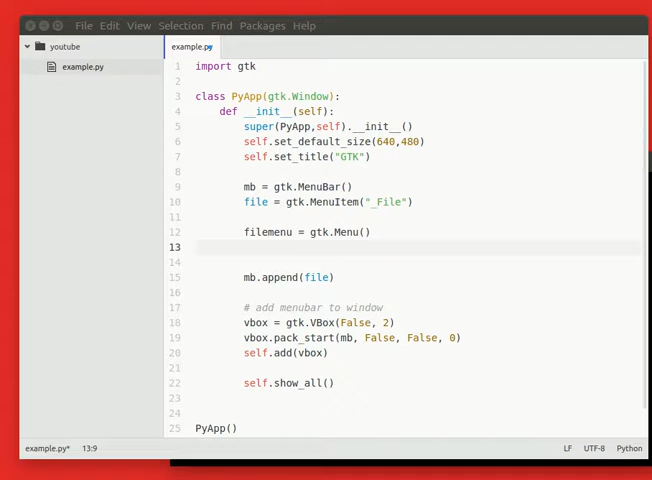 File Edit View Selection Find Packages Help
youtube
example.py
example.py
1 import gtk
2
3 class PyApp(gtk.Window):
4     def __init__(self):
5         super(PyApp,self).__init__()
6         self.set_default_size(640,480)
7         self.set_title("GTK")
8
9         mb = gtk.MenuBar()
10         file = gtk.MenuItem("_File")
11
12         filemenu = gtk.Menu()
13
14
15         mb.append(file)
16
17         # add menubar to window
18         vbox = gtk.VBox(False, 2)
19         vbox.pack_start(mb, False, False, 0)
20         self.add(vbox)
21
22         self.show_all()
23
24
25 PyApp()
example.py* 13:9 LF UTF-8 Python